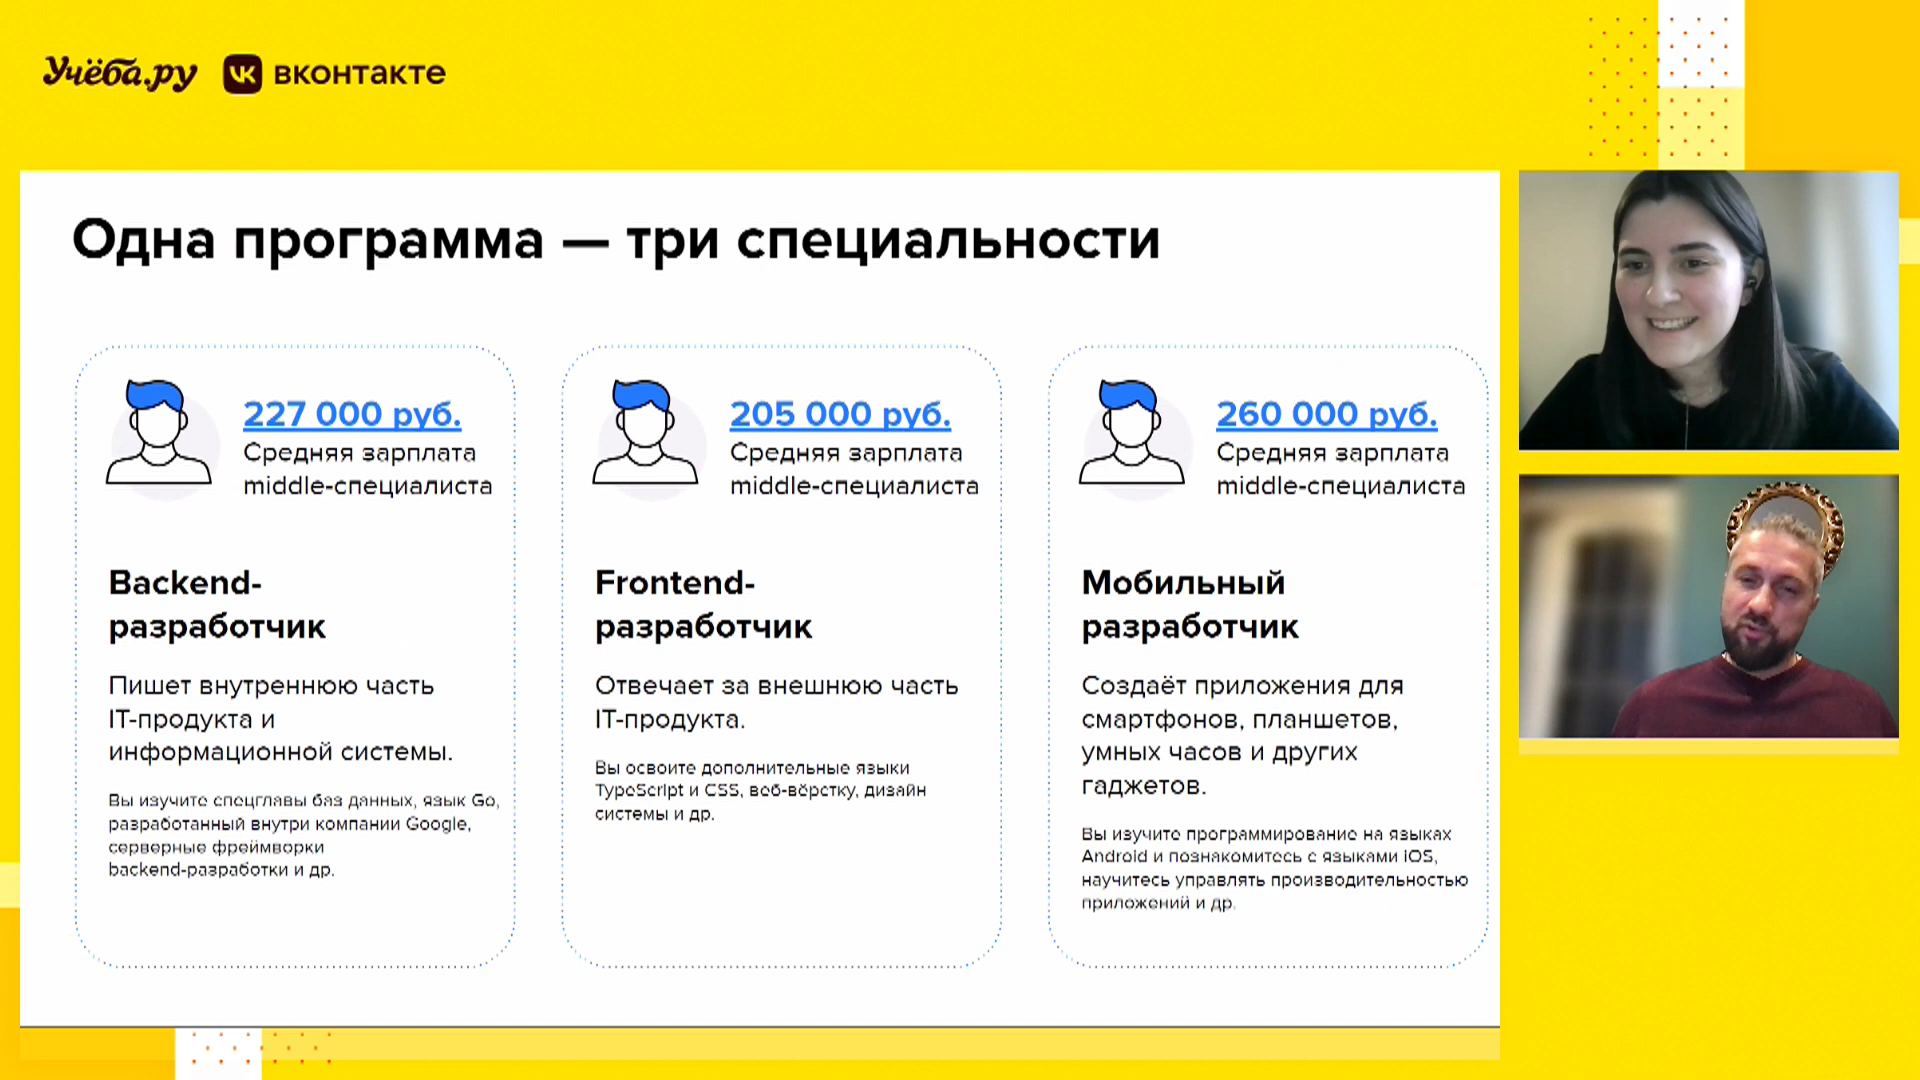 Учёба.ру вконтакте
Одна программа — три специальности
227 000 руб.
Средняя зарплата
middle-специалиста
Backend-
разработчик
Пишет внутреннюю часть
IT-продукта и
информационной системы.
Вы изучите спецглавы баз данных, язык Go,
разработанный внутри компании Google,
серверные фреймворки
backend-разработки и др.
205 000 руб.
Средняя зарплата
middle-специалиста
Frontend-
разработчик
Отвечает за внешнюю часть
IT-продукта.
Вы освоите дополнительные языки
TypeScript и CSS, веб-вёрстку, дизайн
системы и др.
260 000 руб.
Средняя зарплата
middle-специалиста
Мобильный
разработчик
Создаёт приложения для
смартфонов, планшетов,
умных часов и других
гаджетов.
Вы изучите программирование на языках
Android и познакомитесь с языками iOS,
научитесь управлять производительностью
приложений и др.